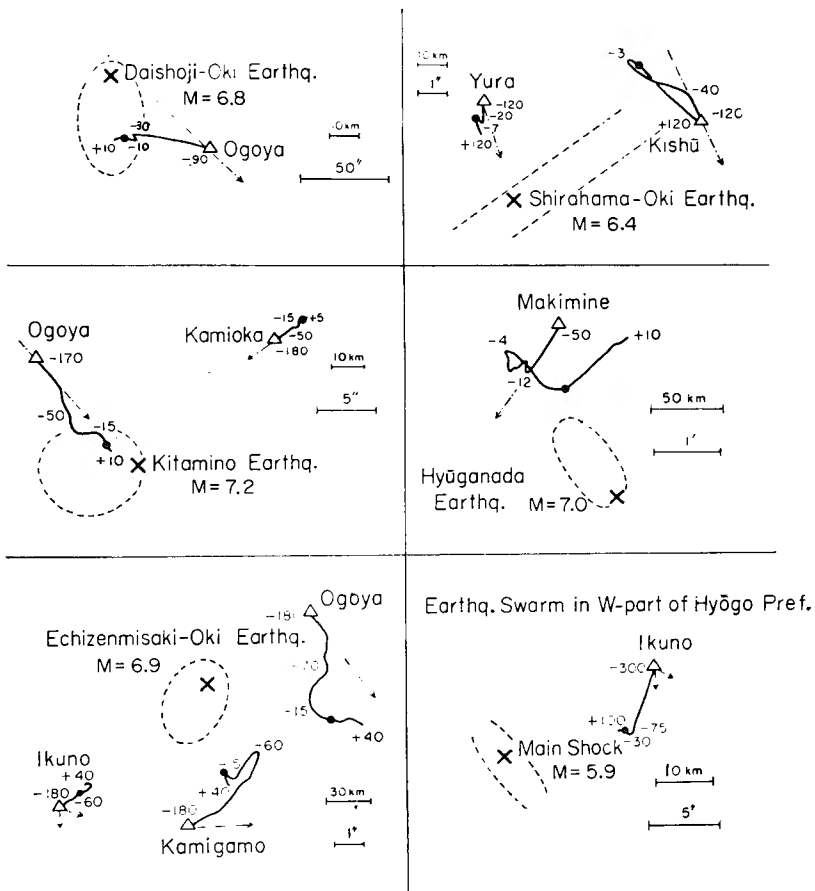 Daishoji-Oki Earthq.
M = 6.8
-30
+10
-10
-90
Ogoya
50"
10 km
1"
Yura
-120
-20
-7
+120
-3
-40
-120
+120
Kishū
Shirahama-Oki Earthq.
M = 6.4
Ogoya
-170
-50
-15
+10
Kitamino Earthq.
M = 7.2
Kamioka
-15
+5
-50
-180
10 km
5"
Makimine
-50
-4
+10
-12
50 km
1'
Hyūganada
Earthq.
M = 7.0
Echizenmisaki-Oki Earthq.
M = 6.9
Ogoya
-15
+40
Ikuno
+40
-180
-60
-60
-5
+40
-180
Kamigamo
30 km
1"
Earthq. Swarm in W-part of Hyōgo Pref.
Ikuno
-300
+100
-75
-30
Main Shock
M = 5.9
10 km
5"